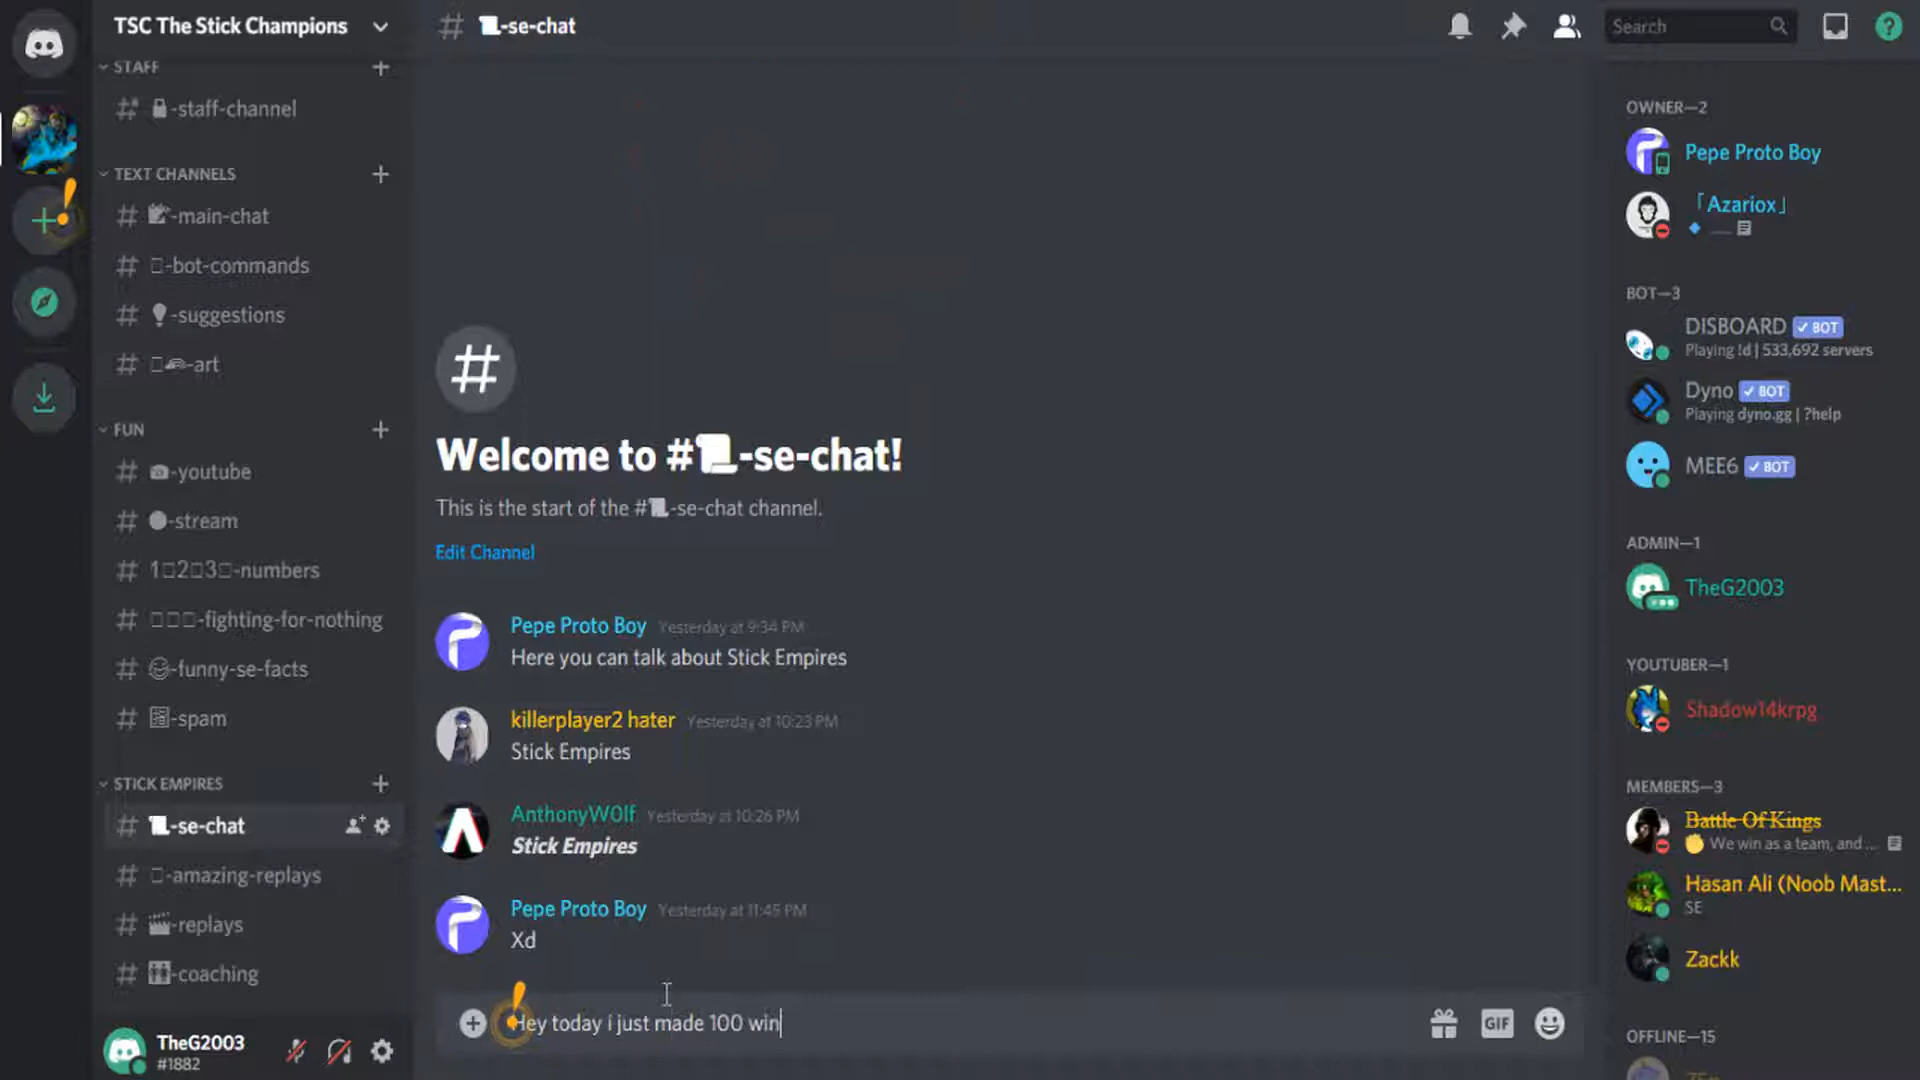 TSC The Stick Champions
STAFF
-staff-channel
TEXT CHANNELS
-main-chat
-bot-commands
-suggestions
-art
FUN
-youtube
-stream
1 2 3 -numbers
-fighting-for-nothing
-funny-se-facts
-spam
STICK EMPIRES
-se-chat
-amazing-replays
-replays
-coaching
TheG2003
#1882
# -se-chat
Search
Welcome to # -se-chat!
This is the start of the # -se-chat channel.
Edit Channel
Pepe Proto Boy Yesterday at 9:34 PM
Here you can talk about Stick Empires
killerplayer2 hater Yesterday at 10:23 PM
Stick Empires
AnthonyW0lf Yesterday at 10:26 PM
Stick Empires
Pepe Proto Boy Yesterday at 11:45 PM
Xd
Hey today i just made 100 win
GIF
OWNER—2
Pepe Proto Boy
「Azariox」
BOT—3
DISBOARD ✓ BOT
Playing !d | 533,692 servers
Dyno ✓ BOT
Playing dyno.gg | ?help
MEE6 ✓ BOT
ADMIN—1
TheG2003
YOUTUBER—1
Shadow14krpg
MEMBERS—3
Battle Of Kings
We win as a team, and ...
Hasan Ali (Noob Mast...
SE
Zackk
OFFLINE—15